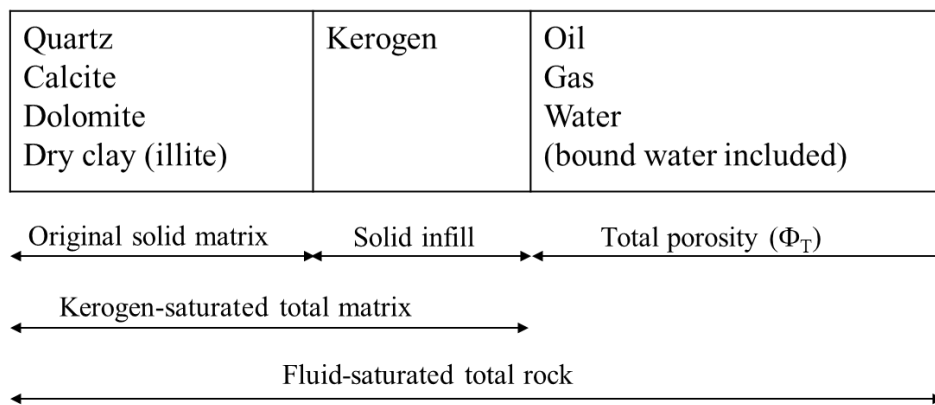 Quartz
Calcite
Dolomite
Dry clay (illite)
Kerogen
Oil
Gas
Water
(bound water included)
Original solid matrix
Solid infill
Total porosity (Φ_T)
Kerogen-saturated total matrix
Fluid-saturated total rock